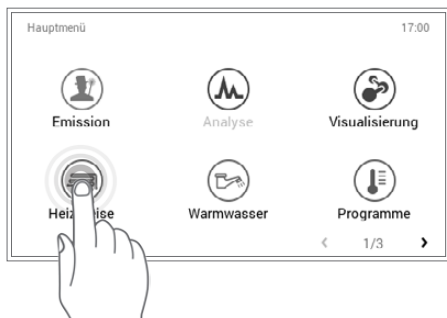 Hauptmenü 17:00
Emission Analyse Visualisierung
Warmwasser Programme
1/3